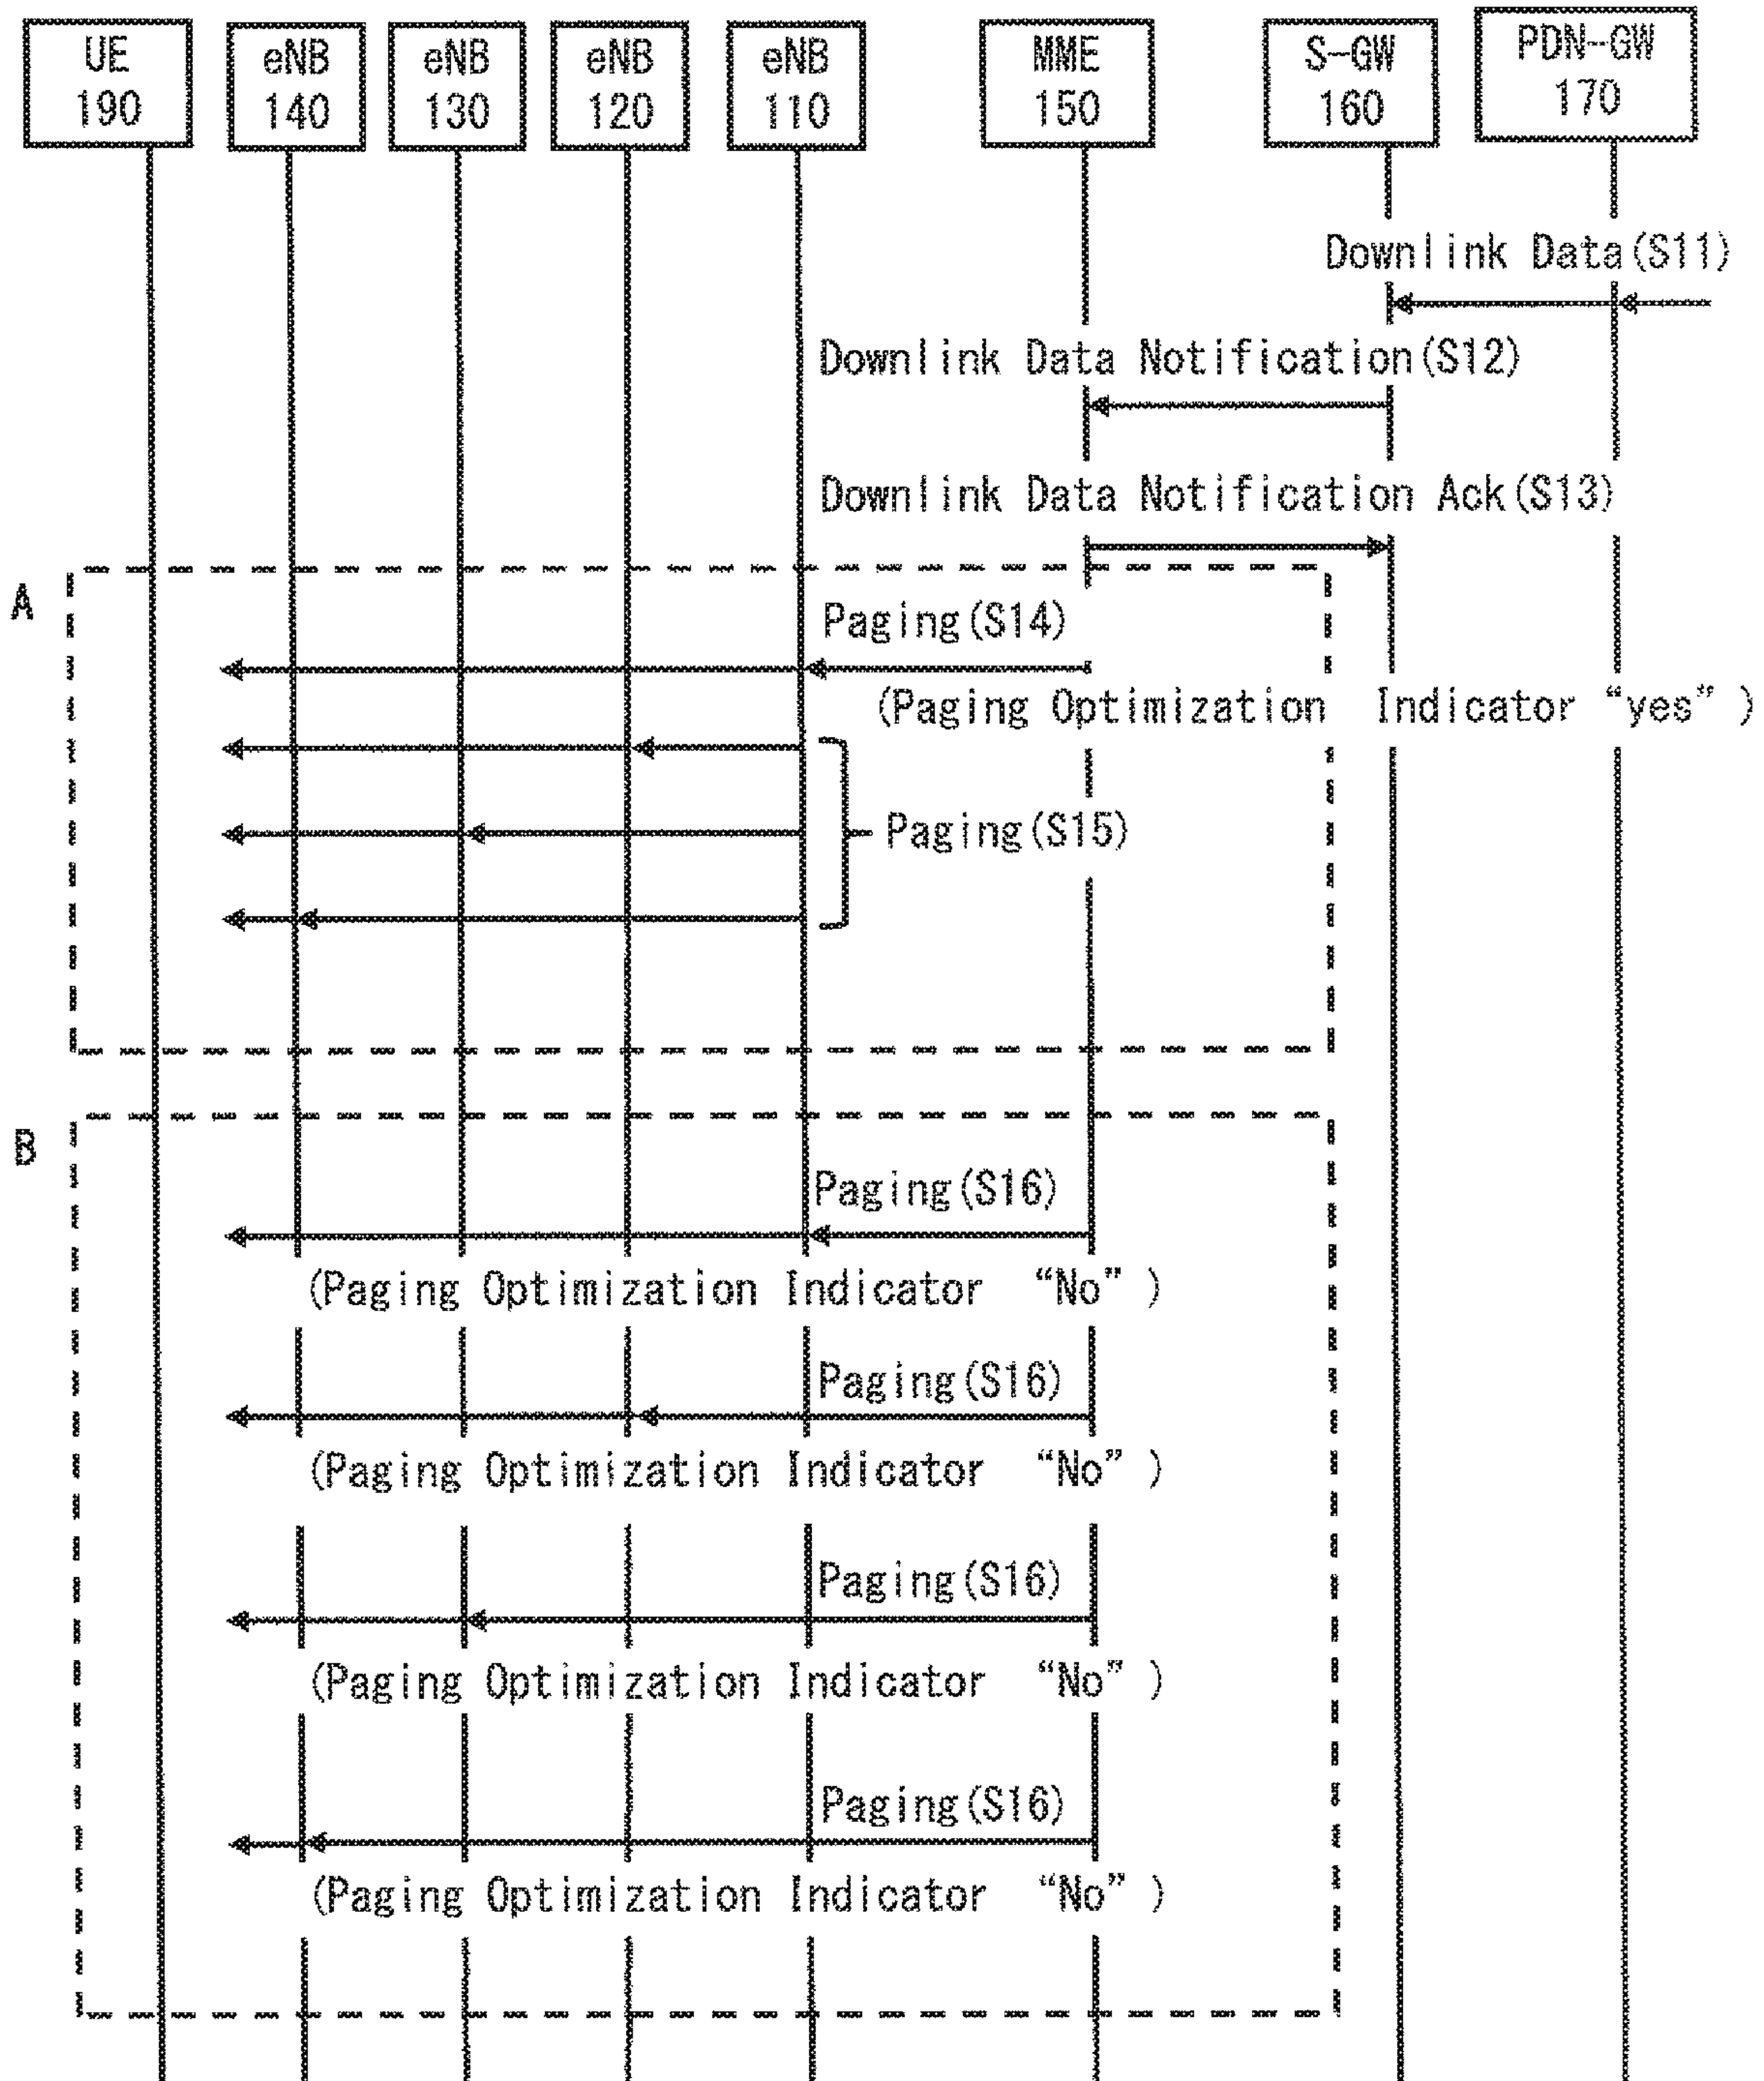 UE
190
eNB
140
eNB
130
eNB
120
eNB
110
MME
150
S-GW
160
PDN-GW
170
Downlink Data(S11)
Downlink Data Notification(S12)
Downlink Data Notification Ack(S13)
A
Paging(S14)
(Paging Optimization Indicator “yes” )
Paging(S15)
B
Paging(S16)
(Paging Optimization Indicator “No” )
Paging(S16)
(Paging Optimization Indicator “No” )
Paging(S16)
(Paging Optimization Indicator “No” )
Paging(S16)
(Paging Optimization Indicator “No” )